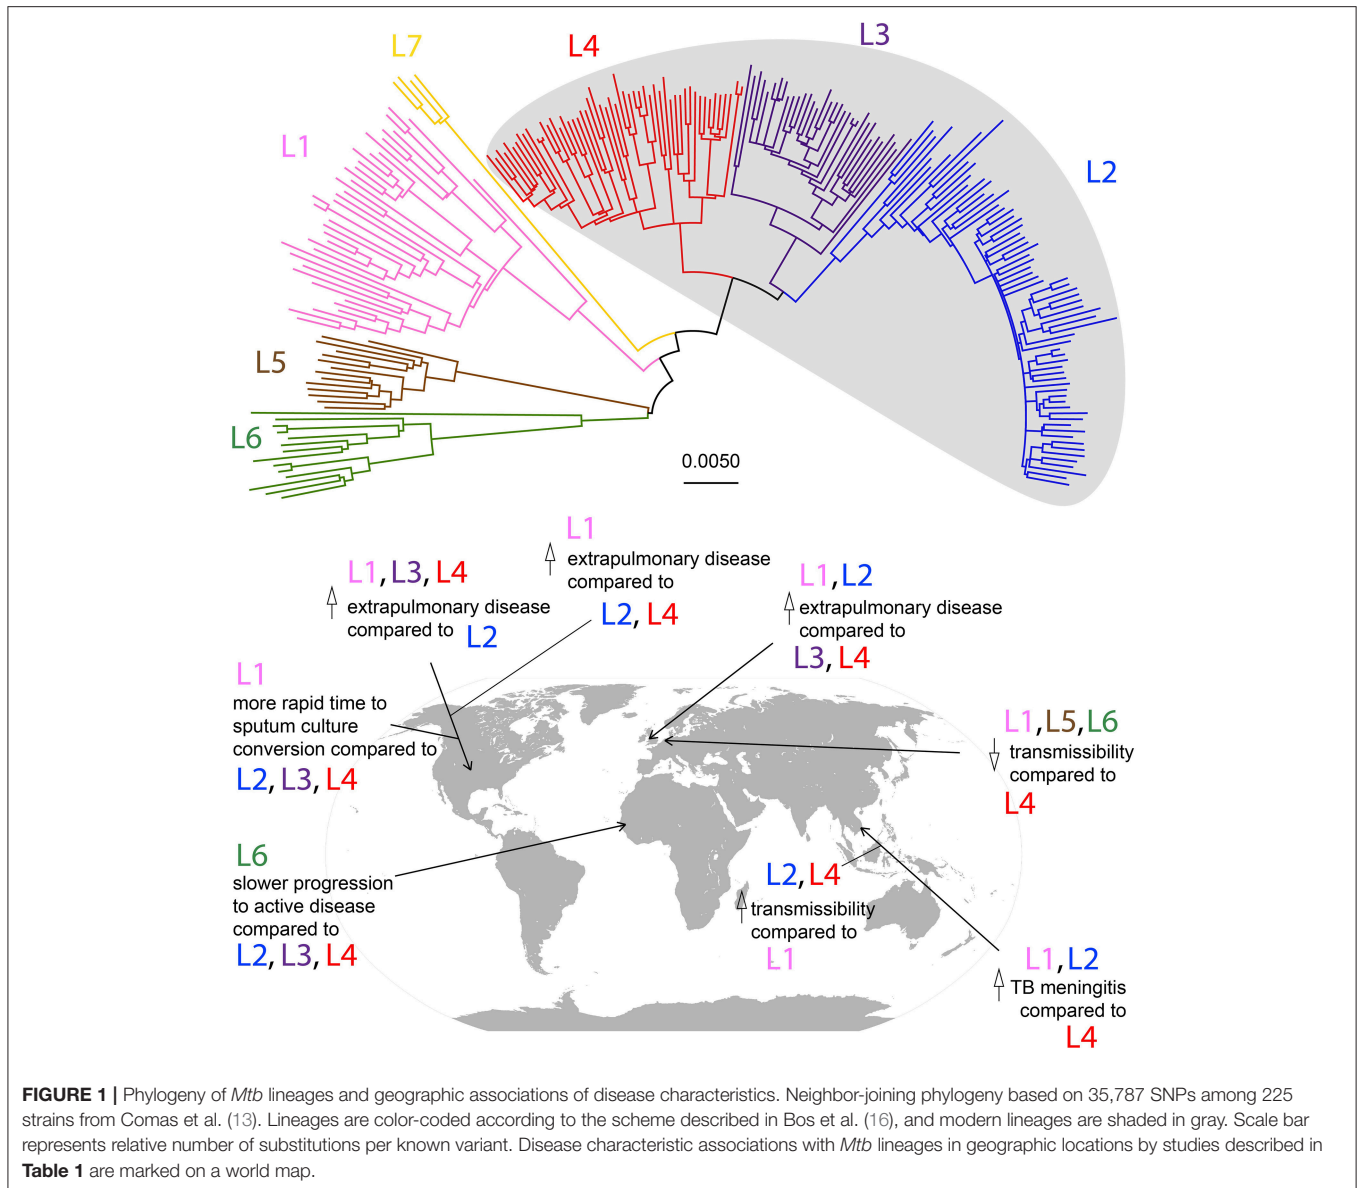 L7
L4
L3
L1
L2
L5
L6
0.0050
L1
extrapulmonary disease
compared to
L2, L4
L1, L3, L4
extrapulmonary disease
compared to L2
L1, L2
extrapulmonary disease
compared to
L3, L4
L1
more rapid time to
sputum culture
conversion compared to
L2, L3, L4
L1, L5, L6
transmissibility
compared to
L4
L6
slower progression
to active disease
compared to
L2, L3, L4
L2, L4
transmissibility
compared to
L1
L1, L2
TB meningitis
compared to
L4
FIGURE 1 | Phylogeny of Mtb lineages and geographic associations of disease characteristics. Neighbor-joining phylogeny based on 35,787 SNPs among 225
strains from Comas et al. (13). Lineages are color-coded according to the scheme described in Bos et al. (16), and modern lineages are shaded in gray. Scale bar
represents relative number of substitutions per known variant. Disease characteristic associations with Mtb lineages in geographic locations by studies described in
Table 1 are marked on a world map.